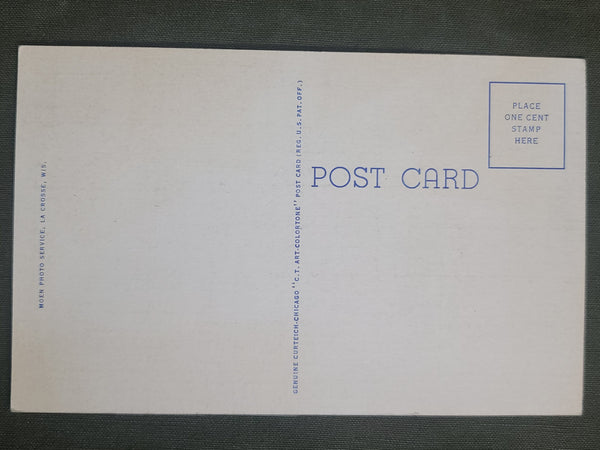 MOEN PHOTO SERVICE, LA CROSSE, WIS.
GENUINE CURTEICH-CHICAGO "C.T. ART-COLORTONE" POST CARD (REG. U.S. PAT. OFF.)
POST CARD
PLACE
ONE CENT
STAMP
HERE